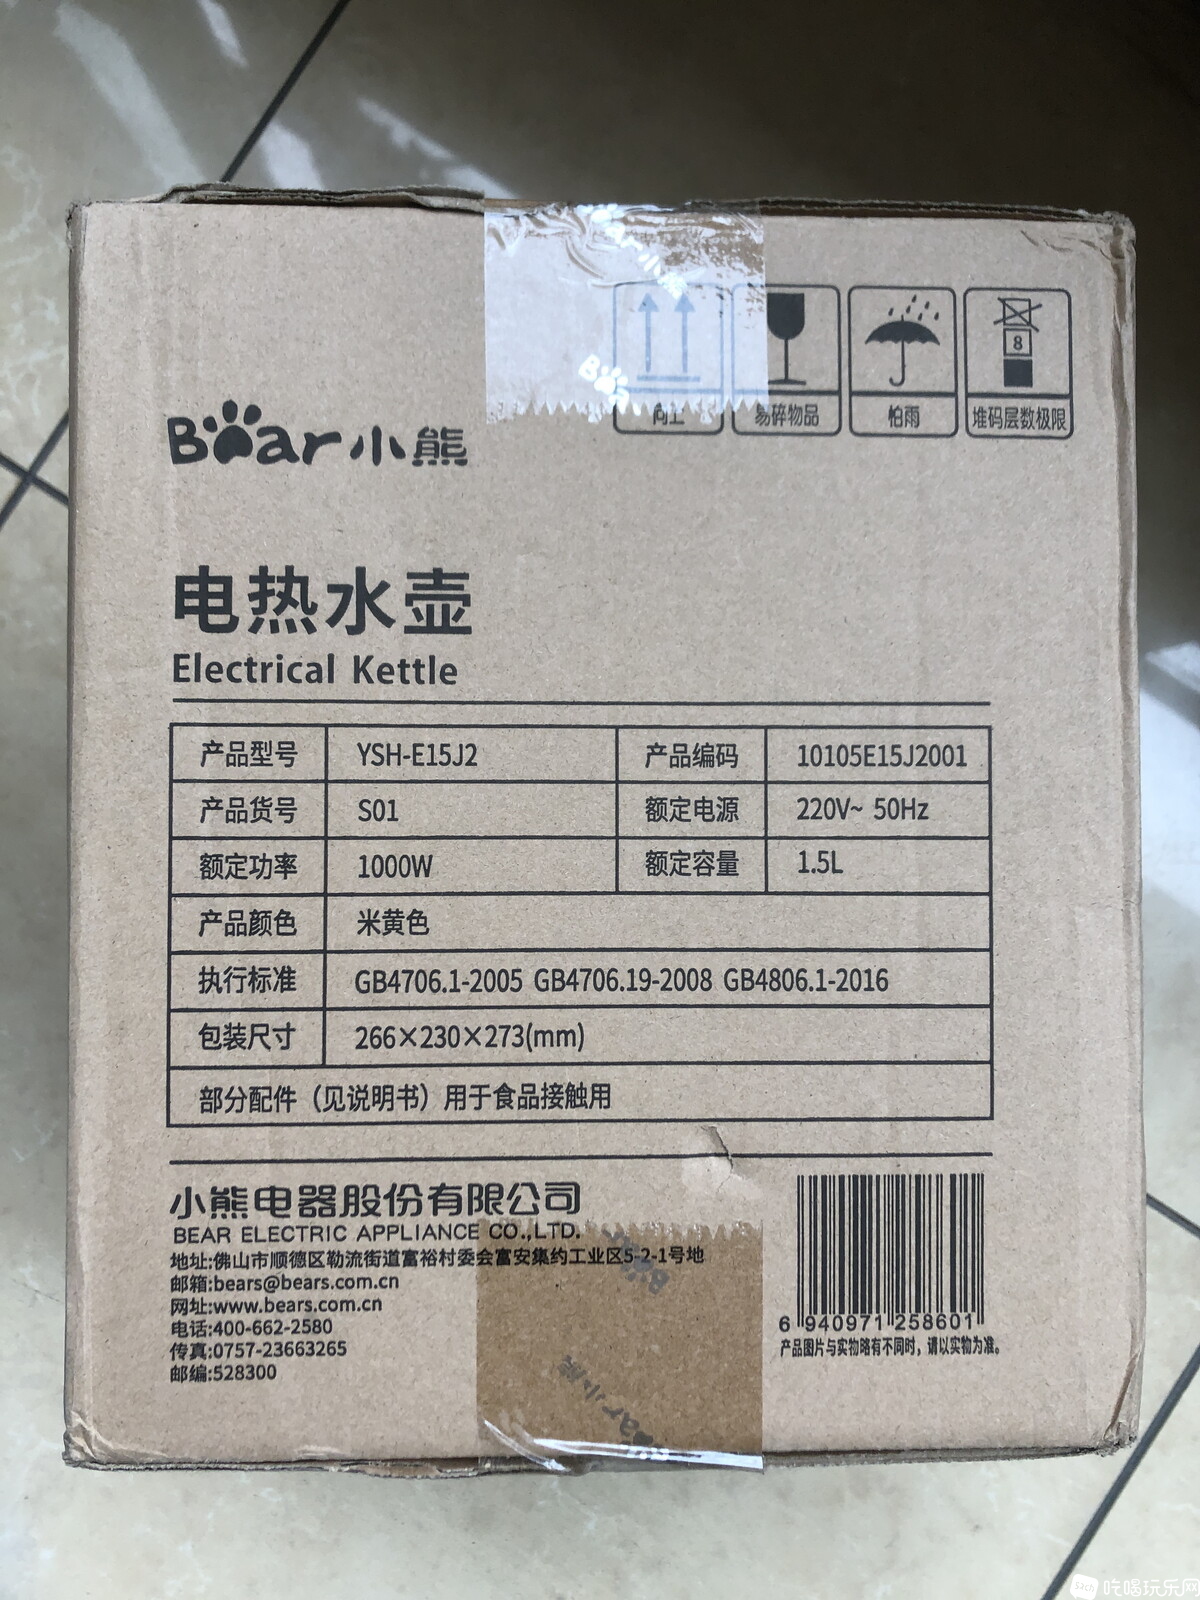 向上
易碎物品
怕雨
8
堆码层数极限
Bear小熊
电热水壶
Electrical Kettle
产品型号 YSH-E15J2 产品编码 10105E15J2001
产品货号 S01 额定电源 220V~ 50Hz
额定功率 1000W 额定容量 1.5L
产品颜色 米黄色
执行标准 GB4706.1-2005 GB4706.19-2008 GB4806.1-2016
包装尺寸 266×230×273(mm)
部分配件（见说明书）用于食品接触用
小熊电器股份有限公司
BEAR ELECTRIC APPLIANCE CO.,LTD.
地址:佛山市顺德区勒流街道富裕村委会富安集约工业区5-2-1号地
邮箱:bears@bears.com.cn
网址:www.bears.com.cn
电话:400-662-2580
传真:0757-23663265
邮编:528300
6 940971 258601
产品图片与实物略有不同时，请以实物为准。
Bear小熊
吃喝玩乐网